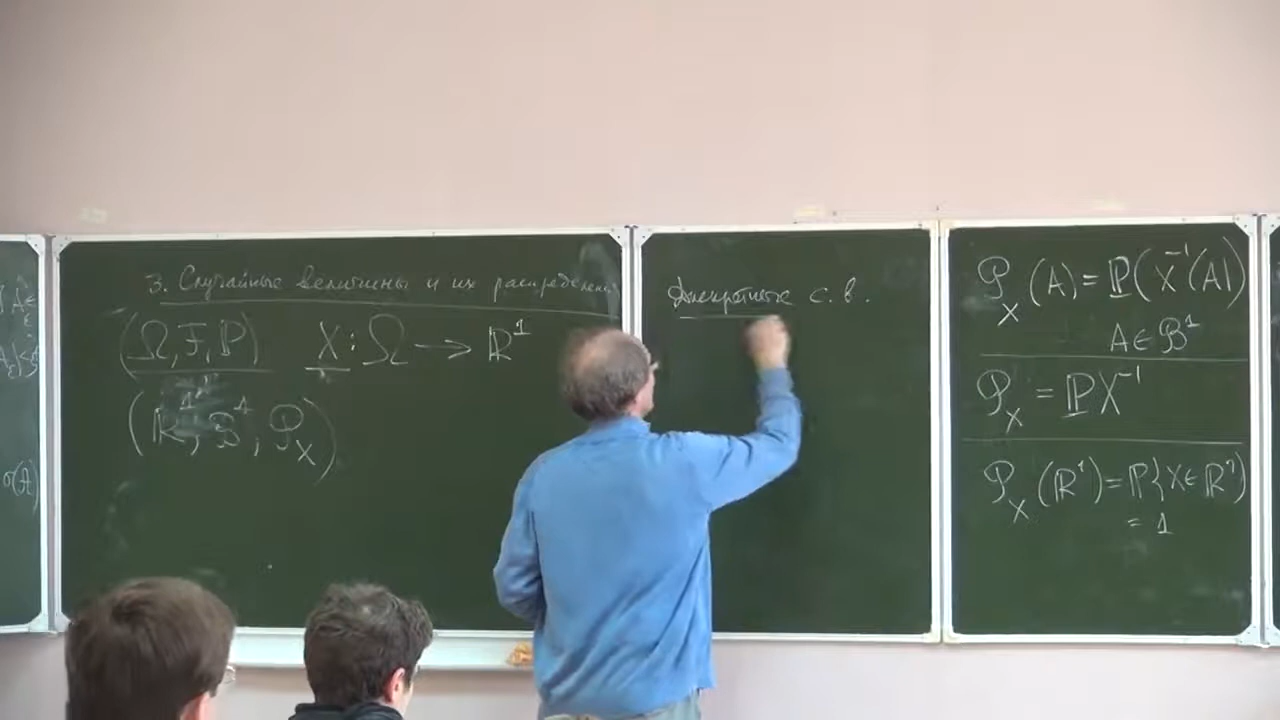 3. Случайные величины и их распределения
(Ω, F, ℙ) X : Ω → ℝ¹
(ℝ¹, 𝓑¹, 𝒫_X)
Дискретные с. в.
𝒫_X (A) = ℙ(X⁻¹(A))
A ∈ 𝓑¹
𝒫_X = ℙX⁻¹
𝒫_X (ℝ¹) = ℙ{X ∈ ℝ¹}
= 1